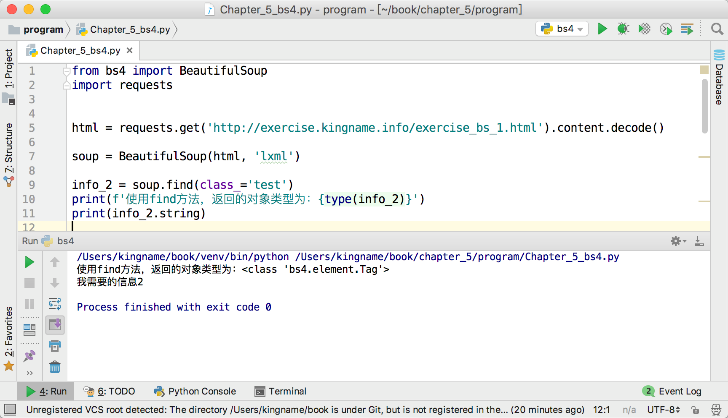 Chapter_5_bs4.py - program - [~/book/chapter_5/program]
program
Chapter_5_bs4.py
bs4
Chapter_5_bs4.py
1: Project
7: Structure
2: Favorites
Database
1 from bs4 import BeautifulSoup
2 import requests
3
4
5 html = requests.get('http://exercise.kingname.info/exercise_bs_1.html').content.decode()
6
7 soup = BeautifulSoup(html, 'lxml')
8
9 info_2 = soup.find(class_='test')
10 print(f'使用find方法，返回的对象类型为：{type(info_2)}')
11 print(info_2.string)
12
Run bs4
/Users/kingname/book/venv/bin/python /Users/kingname/book/chapter_5/program/Chapter_5_bs4.py
使用find方法，返回的对象类型为：<class 'bs4.element.Tag'>
我需要的信息2
Process finished with exit code 0
4: Run 6: TODO Python Console Terminal 2 Event Log
Unregistered VCS root detected: The directory /Users/kingname/book is under Git, but is not registered in the... (20 minutes ago) 12:1 n/a UTF-8